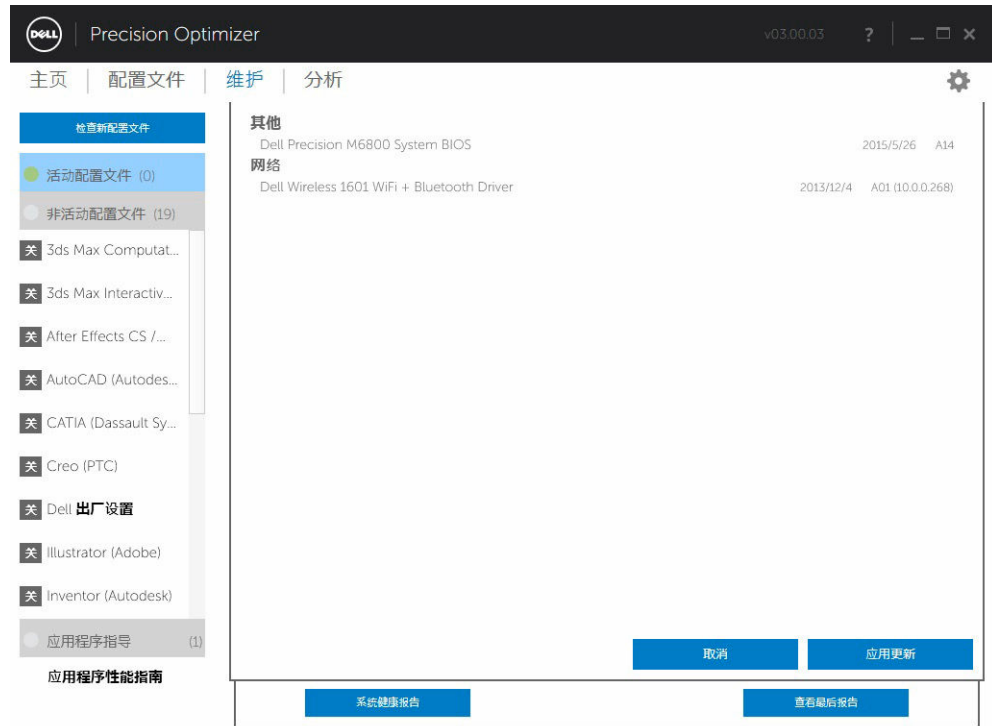 DELL Precision Optimizer v03.00.03 ?
主页 配置文件 维护 分析
检查新配置文件
活动配置文件 (0)
非活动配置文件 (19)
关 3ds Max Computat...
关 3ds Max Interactiv...
关 After Effects CS /...
关 AutoCAD (Autodes...
关 CATIA (Dassault Sy...
关 Creo (PTC)
关 Dell 出厂设置
关 Illustrator (Adobe)
关 Inventor (Autodesk)
应用程序指导 (1)
应用程序性能指南
其他
Dell Precision M6800 System BIOS 2015/5/26 A14
网络
Dell Wireless 1601 WiFi + Bluetooth Driver 2013/12/4 A01 (10.0.0.268)
取消 应用更新
系统健康报告 查看最后报告